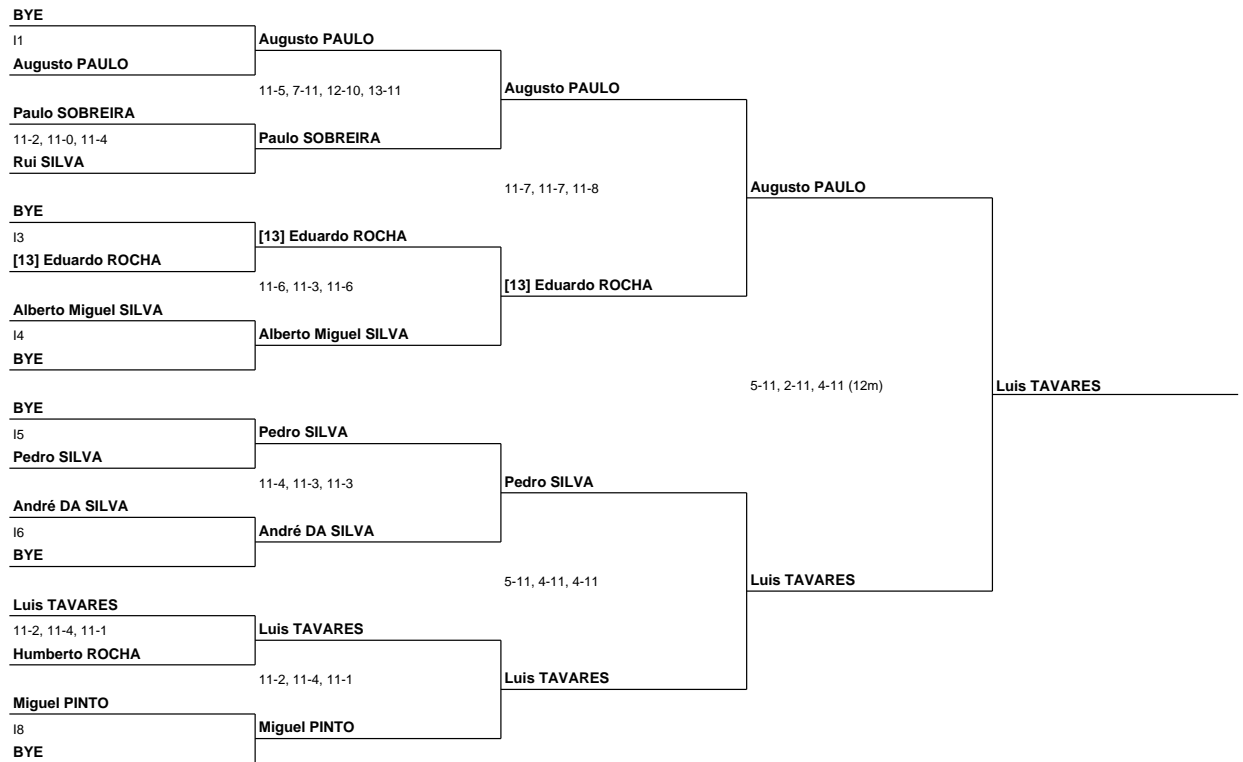 BYE
I1
Augusto PAULO
Augusto PAULO
11-5, 7-11, 12-10, 13-11
Augusto PAULO
Paulo SOBREIRA
11-2, 11-0, 11-4
Paulo SOBREIRA
Rui SILVA
11-7, 11-7, 11-8
Augusto PAULO
BYE
I3
[13] Eduardo ROCHA
[13] Eduardo ROCHA
11-6, 11-3, 11-6
[13] Eduardo ROCHA
Alberto Miguel SILVA
I4
Alberto Miguel SILVA
BYE
5-11, 2-11, 4-11 (12m)
Luis TAVARES
BYE
I5
Pedro SILVA
Pedro SILVA
11-4, 11-3, 11-3
Pedro SILVA
André DA SILVA
I6
André DA SILVA
BYE
5-11, 4-11, 4-11
Luis TAVARES
Luis TAVARES
11-2, 11-4, 11-1
Luis TAVARES
Humberto ROCHA
11-2, 11-4, 11-1
Luis TAVARES
Miguel PINTO
I8
Miguel PINTO
BYE